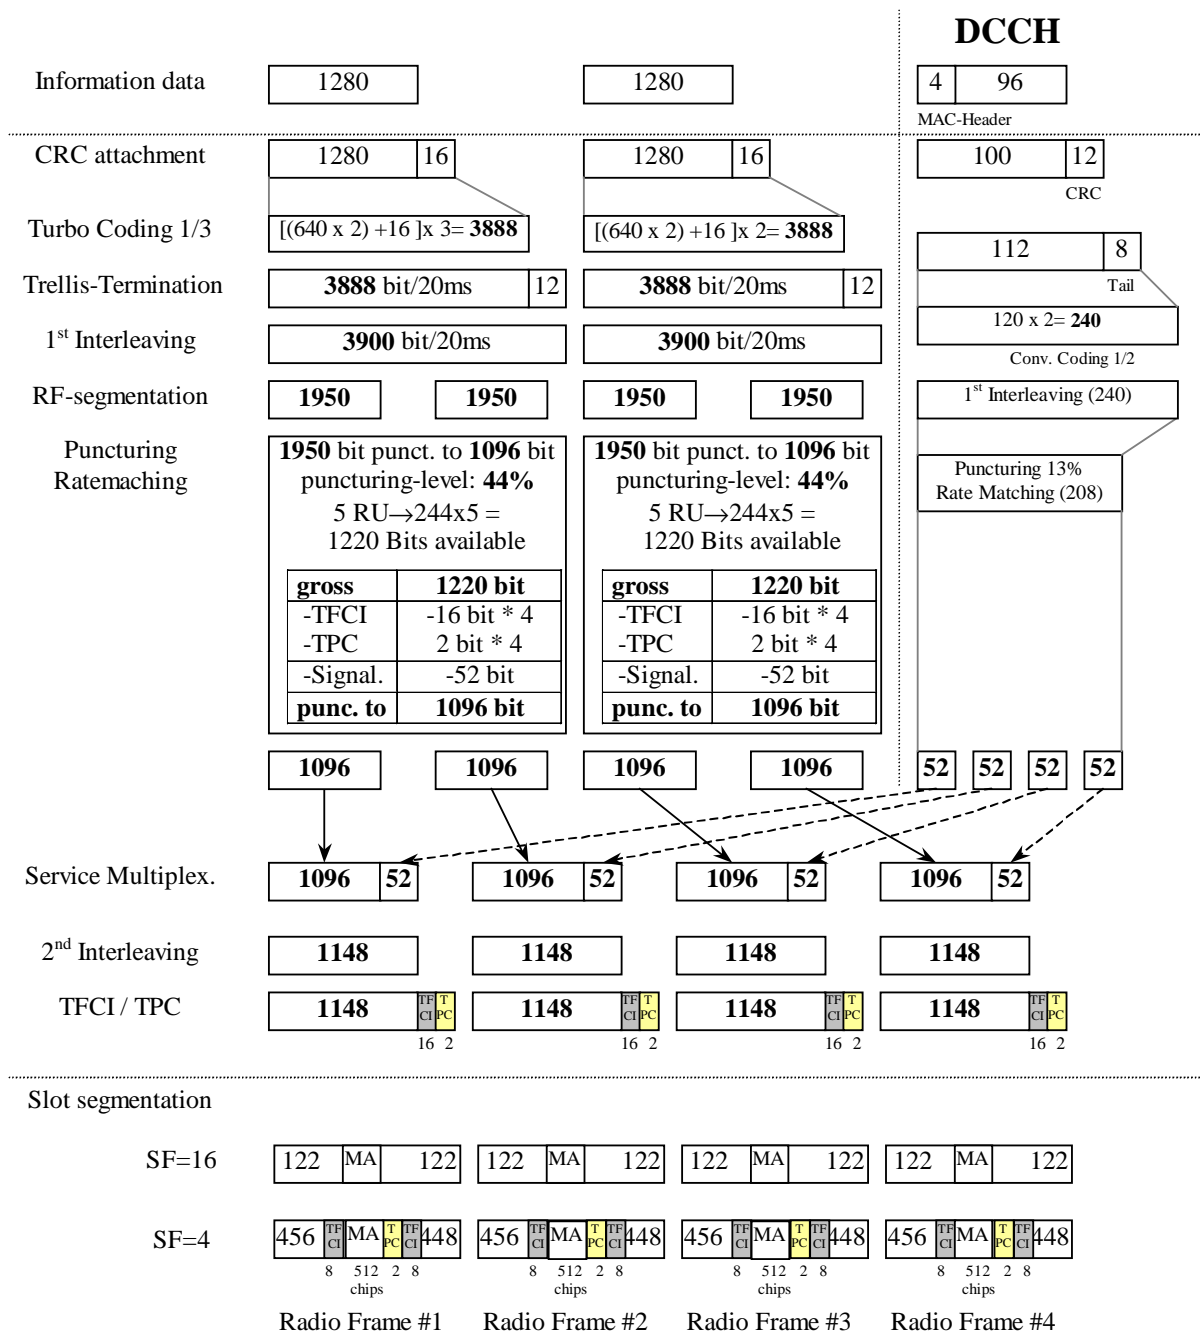 DCCH
Information data 1280 1280 4 96
MAC-Header
CRC attachment 1280 16 1280 16 100 12
CRC
Turbo Coding 1/3 [(640 x 2) +16 ]x 3= 3888 [(640 x 2) +16 ]x 2= 3888
112 8
Tail
Trellis-Termination 3888 bit/20ms 12 3888 bit/20ms 12
120 x 2= 240
Conv. Coding 1/2
1st Interleaving 3900 bit/20ms 3900 bit/20ms
RF-segmentation 1950 1950 1950 1950 1st Interleaving (240)
Puncturing
Ratemaching
1950 bit punct. to 1096 bit
puncturing-level: 44%
5 RU→244x5 =
1220 Bits available
gross 1220 bit
-TFCI -16 bit * 4
-TPC 2 bit * 4
-Signal. -52 bit
punc. to 1096 bit
1950 bit punct. to 1096 bit
puncturing-level: 44%
5 RU→244x5 =
1220 Bits available
gross 1220 bit
-TFCI -16 bit * 4
-TPC 2 bit * 4
-Signal. -52 bit
punc. to 1096 bit
Puncturing 13%
Rate Matching (208)
1096 1096 1096 1096 52 52 52 52
Service Multiplex. 1096 52 1096 52 1096 52 1096 52
2nd Interleaving 1148 1148 1148 1148
TFCI / TPC 1148 TF CI T PC 1148 TF CI T PC 1148 TF CI T PC 1148 TF CI T PC
16 2 16 2 16 2 16 2
Slot segmentation
SF=16 122 MA 122 122 MA 122 122 MA 122 122 MA 122
SF=4 456 TF CI MA T PC TF CI 448 456 TF CI MA T PC TF CI 448 456 TF CI MA T PC TF CI 448 456 TF CI MA T PC TF CI 448
8 512 2 8 8 512 2 8 8 512 2 8 8 512 2 8
chips chips chips chips
Radio Frame #1 Radio Frame #2 Radio Frame #3 Radio Frame #4